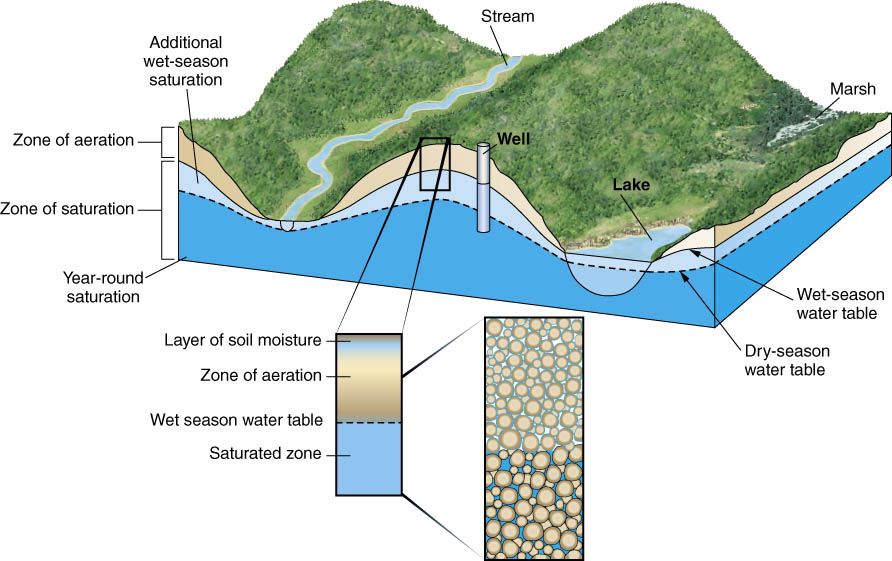 Stream
Additional
wet-season
saturation
Marsh
Zone of aeration
Well
Lake
Zone of saturation
Year-round
saturation
Wet-season
water table
Dry-season
water table
Layer of soil moisture
Zone of aeration
Wet season water table
Saturated zone